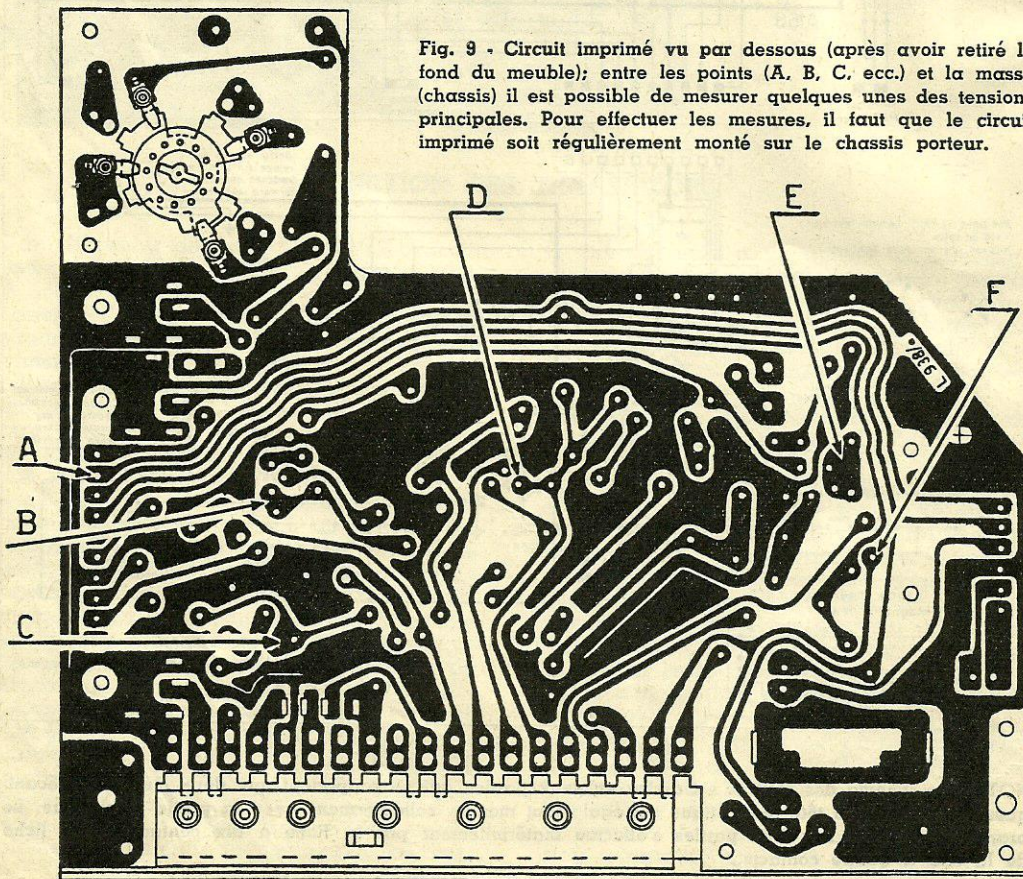 Fig. 9 - Circuit imprimé vu par dessous (après avoir retiré l
fond du meuble); entre les points (A, B, C, ecc.) et la mass
(chassis) il est possible de mesurer quelques unes des tension
principales. Pour effectuer les mesures, il faut que le circui
imprimé soit régulièrement monté sur le chassis porteur.
D
E
F
L 938/a
A
B
C